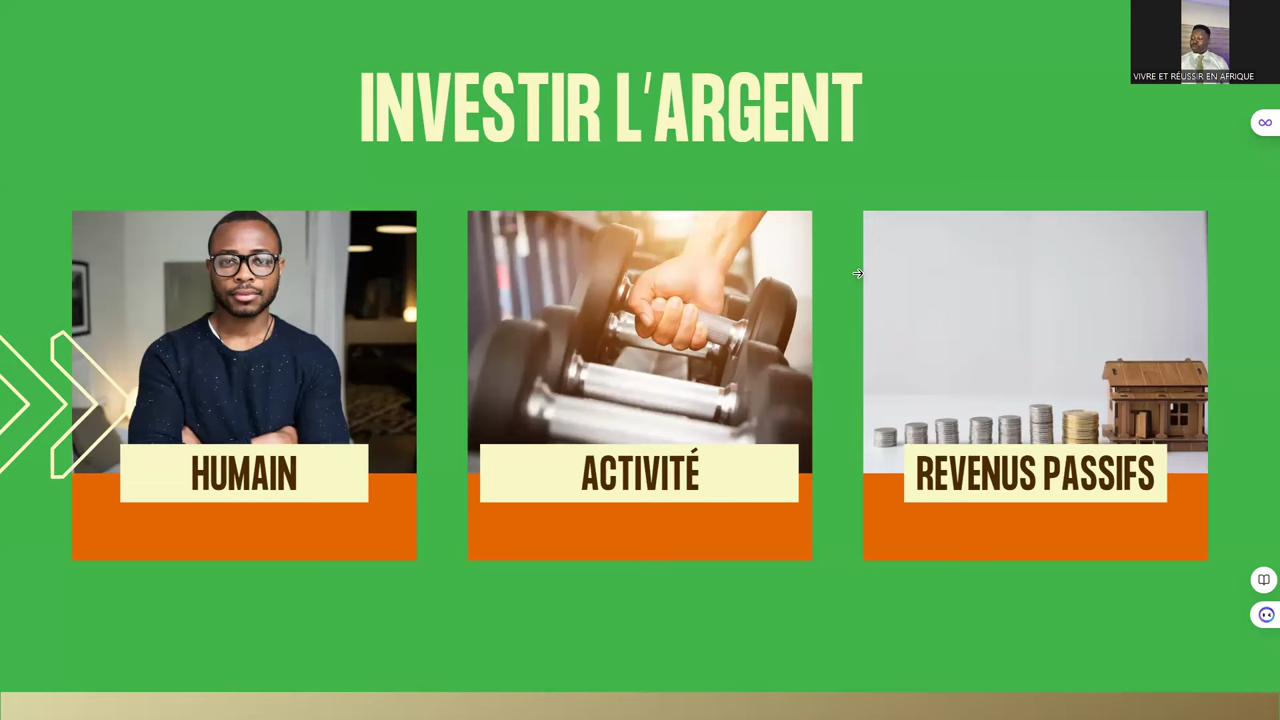 VIVRE ET RÉUSSIR EN AFRIQUE
INVESTIR L'ARGENT
HUMAIN
ACTIVITÉ
REVENUS PASSIFS